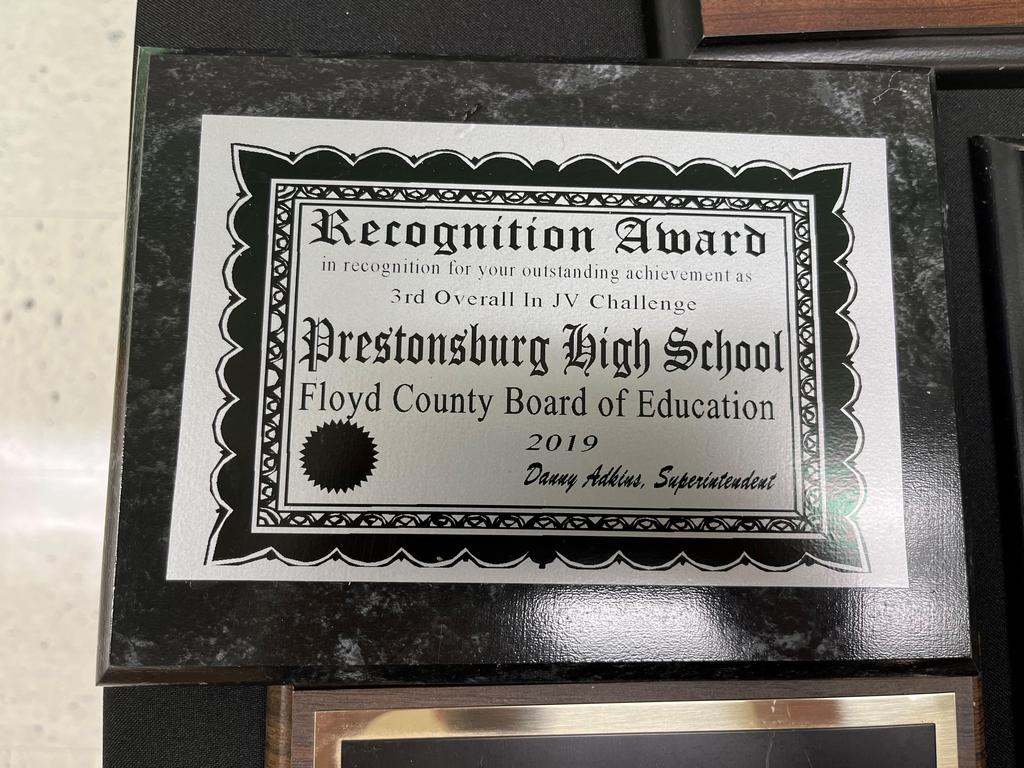 Recognition Award
in recognition for your outstanding achievement as
3rd Overall In JV Challenge
Prestonsburg High School
Floyd County Board of Education
2019
Danny Adkins, Superintendent